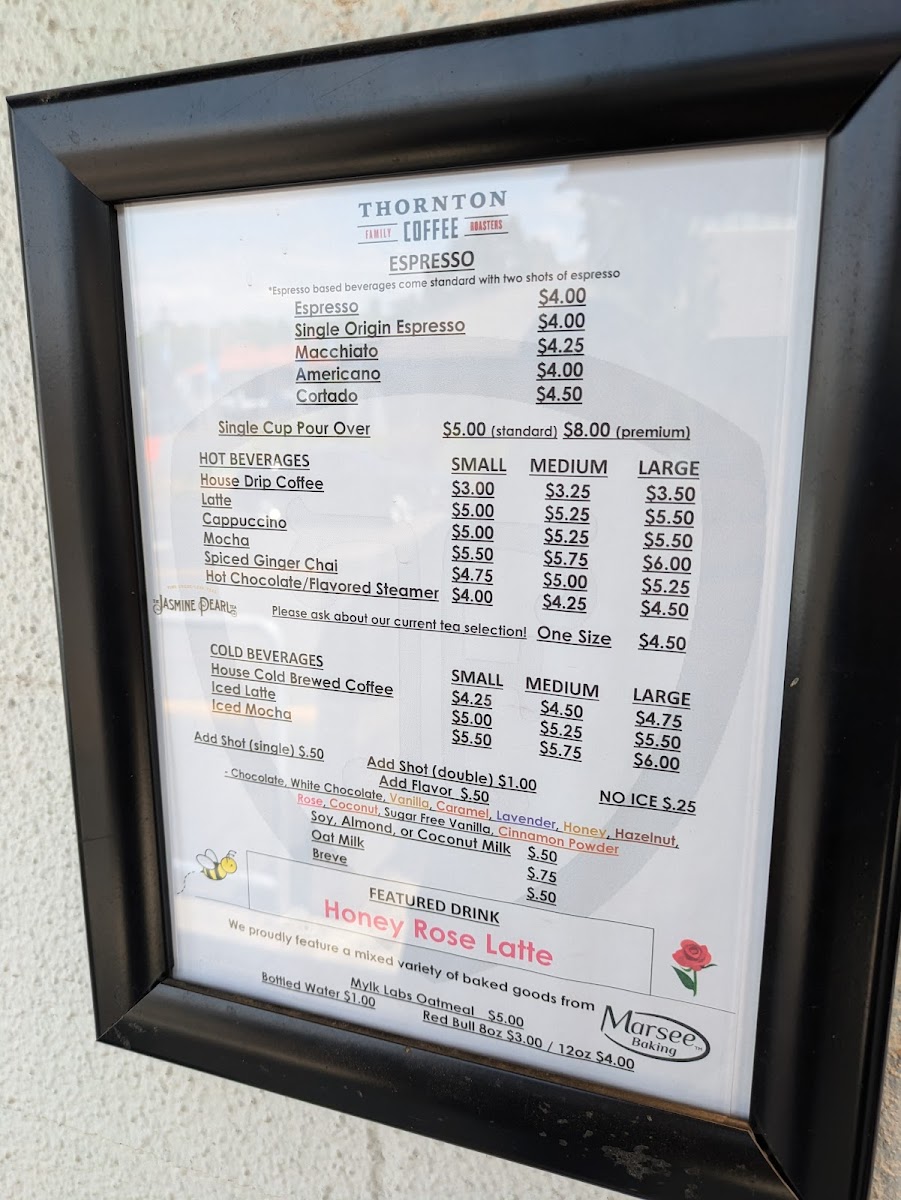 THORNTON
FAMILY COFFEE ROASTERS
ESPRESSO
*Espresso based beverages come standard with two shots of espresso
Espresso $4.00
Single Origin Espresso $4.00
Macchiato $4.25
Americano $4.00
Cortado $4.50
Single Cup Pour Over $5.00 (standard) $8.00 (premium)
HOT BEVERAGES SMALL MEDIUM LARGE
House Drip Coffee $3.00 $3.25 $3.50
Latte $5.00 $5.25 $5.50
Cappuccino $5.00 $5.25 $5.50
Mocha $5.50 $5.75 $6.00
Spiced Ginger Chai $4.75 $5.00 $5.25
Hot Chocolate/Flavored Steamer $4.00 $4.25 $4.50
JASMINE PEARL Please ask about our current tea selection! One Size $4.50
COLD BEVERAGES SMALL MEDIUM LARGE
House Cold Brewed Coffee $4.25 $4.50 $4.75
Iced Latte $5.00 $5.25 $5.50
Iced Mocha $5.50 $5.75 $6.00
Add Shot (single) $.50 Add Shot (double) $1.00
Add Flavor $.50 NO ICE $.25
- Chocolate, White Chocolate, Vanilla, Caramel, Lavender, Honey, Hazelnut,
Rose, Coconut, Sugar Free Vanilla, Cinnamon Powder
Soy, Almond, or Coconut Milk $.50
Oat Milk $.75
Breve $.50
FEATURED DRINK
Honey Rose Latte
We proudly feature a mixed variety of baked goods from Marsee Baking
Mylk Labs Oatmeal $5.00
Bottled Water $1.00 Red Bull 8oz $3.00 / 12oz $4.00